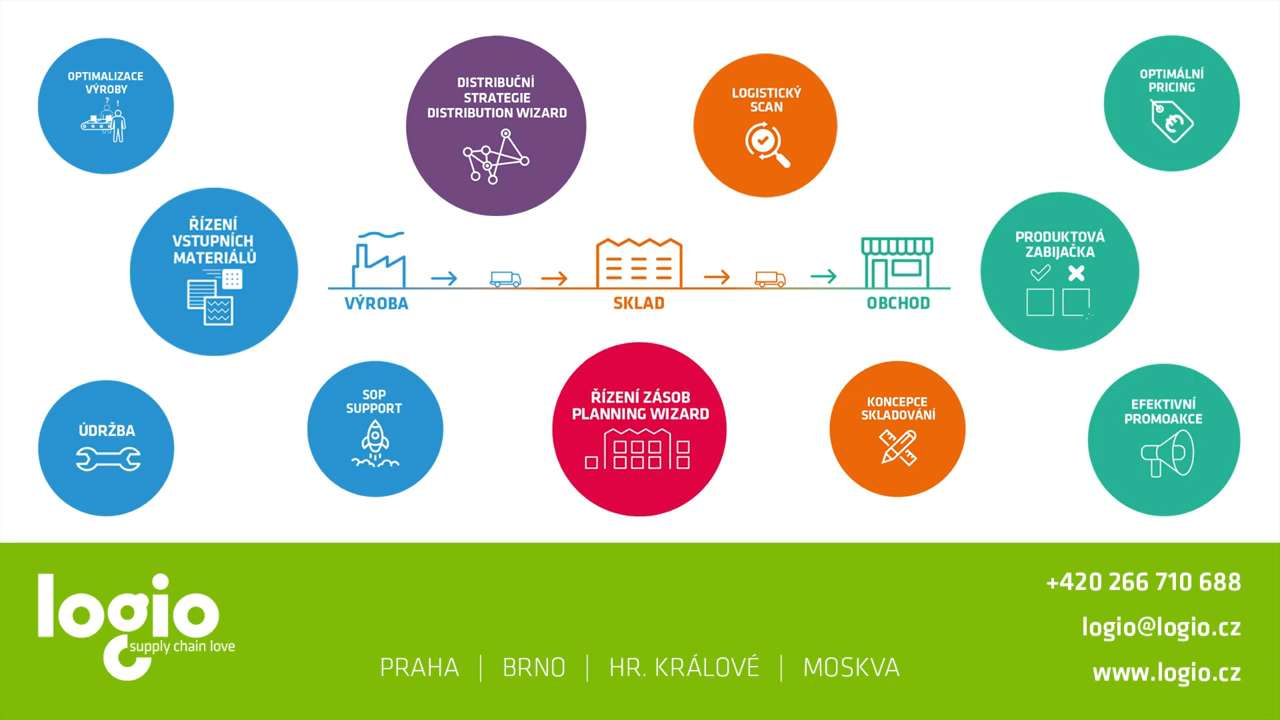 OPTIMALIZACE
VÝROBY
DISTRIBUČNÍ
STRATEGIE
DISTRIBUTION WIZARD
LOGISTICKÝ
SCAN
OPTIMÁLNÍ
PRICING
ŘÍZENÍ
VSTUPNÍCH
MATERIÁLŮ
VÝROBA
SKLAD
OBCHOD
PRODUKTOVÁ
ZABIJAČKA
ÚDRŽBA
SOP
SUPPORT
ŘÍZENÍ ZÁSOB
PLANNING WIZARD
KONCEPCE
SKLADOVÁNÍ
EFEKTIVNÍ
PROMOAKCE
logio
supply chain love
PRAHA | BRNO | HR. KRÁLOVÉ | MOSKVA
+420 266 710 688
logio@logio.cz
www.logio.cz